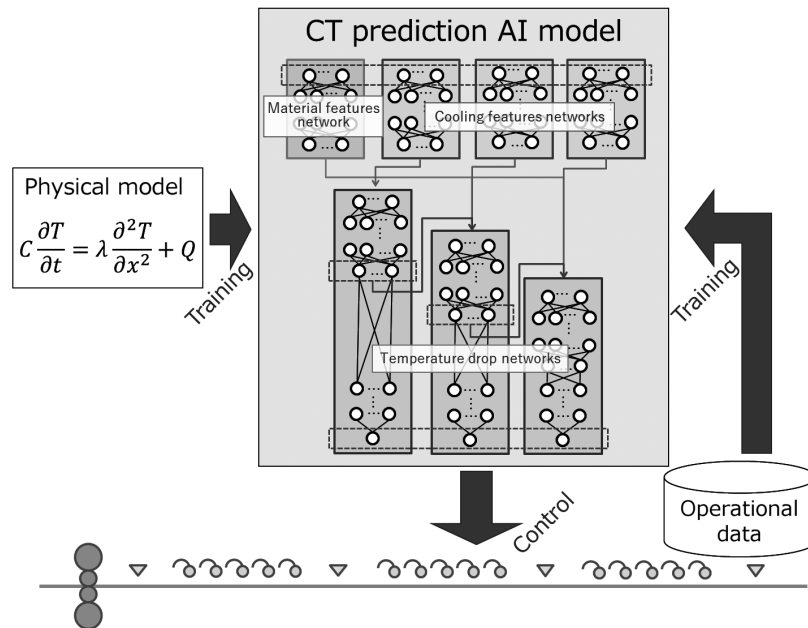 CT prediction AI model
Material features
network
Cooling features networks
Physical model
C ∂T/∂t = λ ∂²T/∂x² + Q
Training
Training
Temperature drop networks
Control
Operational
data